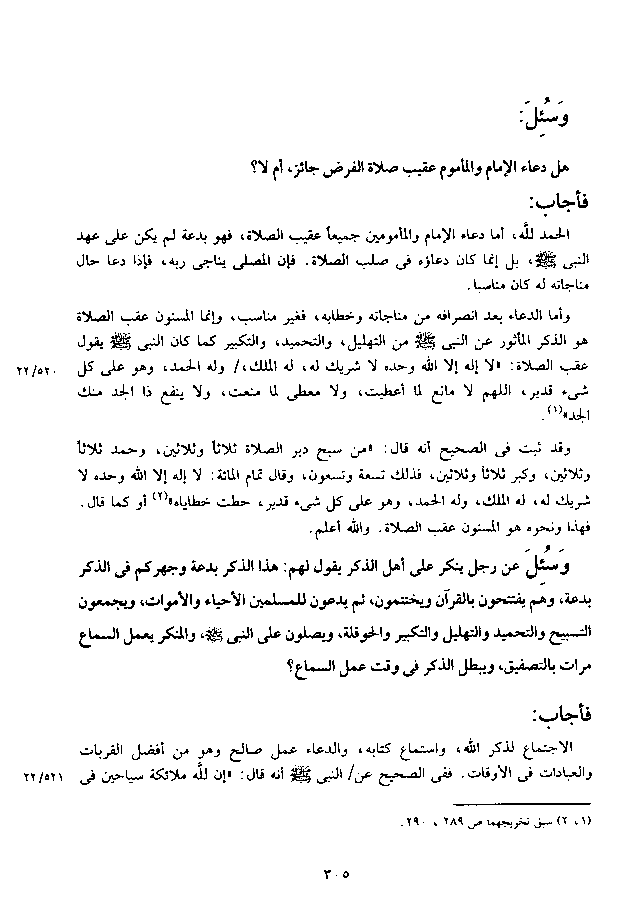 وَسُئِلَ:
هل دعاء الإمام والمأموم عقيب صلاة الفرض جائز، أم لا؟
فأجاب:
الحمد للَّه، أما دعاء الإمام والمأمومين جميعاً عقيب الصلاة، فهو بدعة لم يكن على عهد
النبى ﷺ، بل إنما كان دعاؤه فى صلب الصلاة. فإن المصلى يناجى ربه، فإذا دعا حال
مناجاته له كان مناسبا.
وأما الدعاء بعد انصرافه من مناجاته وخطابه، فغير مناسب، وإنما المسنون عقب الصلاة
هو الذكر المأثور عن النبى ﷺ من التهليل، والتحميد، والتكبير كما كان النبى ﷺ يقول
عقب الصلاة: «لا إله إلا الله وحده لا شريك له، له الملك،/ وله الحمد، وهو على كل ٢٢/٥٢٠
شىء قدير، اللهم لا مانع لما أعطيت، ولا معطى لما منعت، ولا ينفع ذا الجد منك
الجد»(١).
وقد ثبت فى الصحيح أنه قال: «من سبح دبر الصلاة ثلاثاً وثلاثين، وحمد ثلاثاً
وثلاثين، وكبر ثلاثاً وثلاثين، فذلك تسعة وتسعون، وقال تمام المائة: لا إله إلا الله وحده لا
شريك له، له الملك، وله الحمد، وهو على كل شىء قدير، حطت خطاياه»(٢) أو كما قال.
فهذا ونحوه هو المسنون عقب الصلاة. والله أعلم.
وَسُئِلَ عن رجل ينكر على أهل الذكر يقول لهم: هذا الذكر بدعة وجهركم فى الذكر
بدعة، وهم يفتتحون بالقرآن ويختتمون، ثم يدعون للمسلمين الأحياء والأموات، ويجمعون
التسبيح والتحميد والتهليل والتكبير والحوقلة، ويصلون على النبى ﷺ، والمنكر يعمل السماع
مرات بالتصفيق، ويبطل الذكر فى وقت عمل السماع؟
فأجاب:
الاجتماع لذكر الله، واستماع كتابه، والدعاء عمل صالح وهو من أفضل القربات
والعبادات فى الأوقات. ففى الصحيح عن/ النبى ﷺ أنه قال: «إن للَّه ملائكة سياحين فى ٢٢/٥٢١
(١، ٢) سبق تخريجهما ص ٢٨٩ ، ٢٩٠ .
٣٠٥